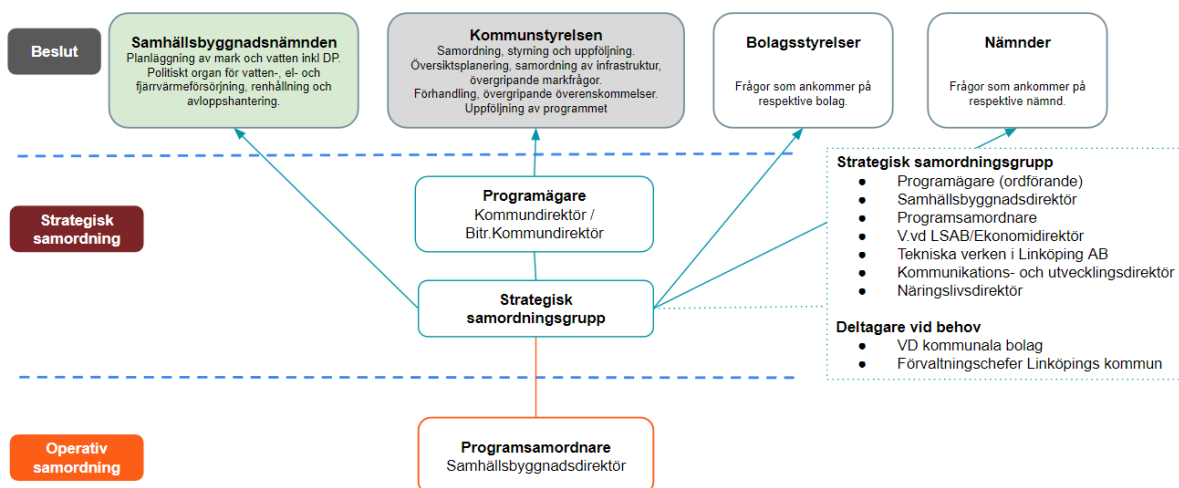 Beslut
Samhällsbyggnadsnämnden
Planläggning av mark och vatten inkl DP.
Politiskt organ för vatten-, el- och
fjärrvärmeförsörjning, renhållning och
avloppshantering.
Kommunstyrelsen
Samordning, styrning och uppföljning.
Översiktsplanering, samordning av infrastruktur,
övergripande markfrågor.
Förhandling, övergripande överenskommelser.
Uppföljning av programmet
Bolagsstyrelser
Frågor som ankommer på
respektive bolag.
Nämnder
Frågor som ankommer på
respektive nämnd.
Strategisk
samordning
Programägare
Kommundirektör /
Bitr.Kommundirektör
Strategisk
samordningsgrupp
Strategisk samordningsgrupp
● Programägare (ordförande)
● Samhällsbyggnadsdirektör
● Programsamordnare
● V.vd LSAB/Ekonomidirektör
● Tekniska verken i Linköping AB
● Kommunikations- och utvecklingsdirektör
● Näringslivsdirektör
Deltagare vid behov
● VD kommunala bolag
● Förvaltningschefer Linköpings kommun
Operativ
samordning
Programsamordnare
Samhällsbyggnadsdirektör